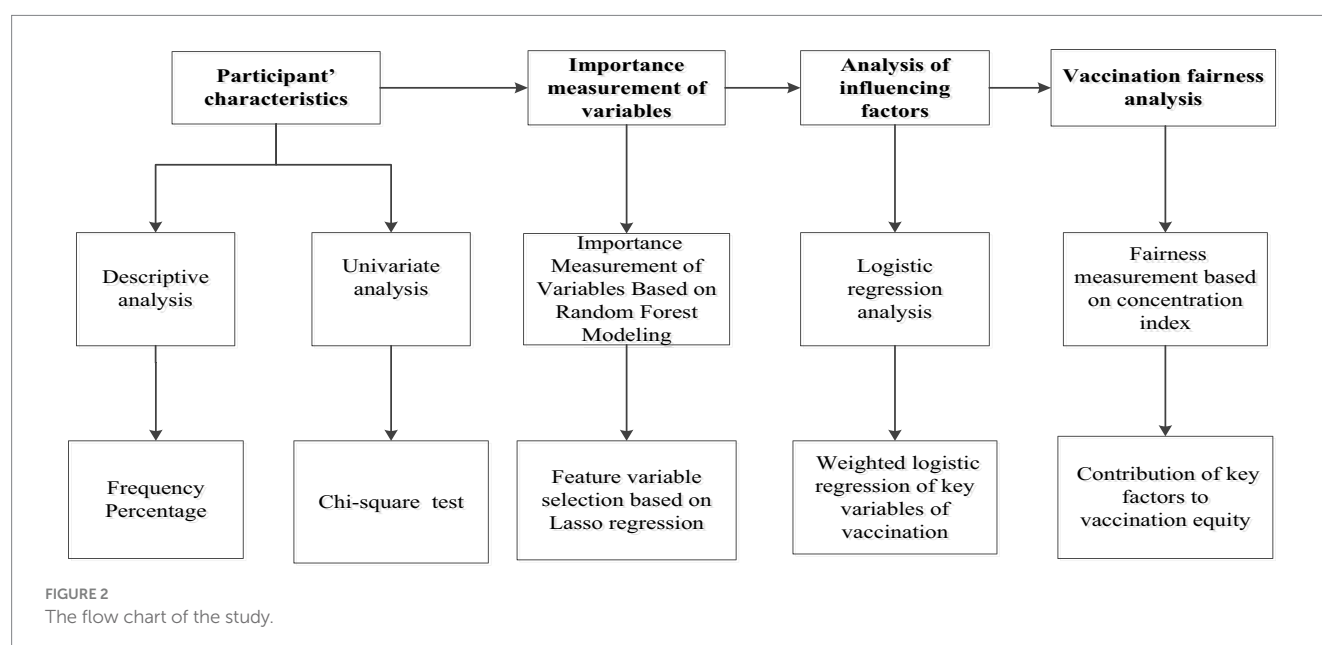 Participant’
characteristics
Importance
measurement of
variables
Analysis of
influencing
factors
Vaccination fairness
analysis
Descriptive
analysis
Univariate
analysis
Importance
Measurement of
Variables Based on
Random Forest
Modeling
Logistic
regression
analysis
Fairness
measurement based
on concentration
index
Frequency
Percentage
Chi-square test
Feature variable
selection based on
Lasso regression
Weighted logistic
regression of key
variables of
vaccination
Contribution of key
factors to
vaccination equity
FIGURE 2
The flow chart of the study.